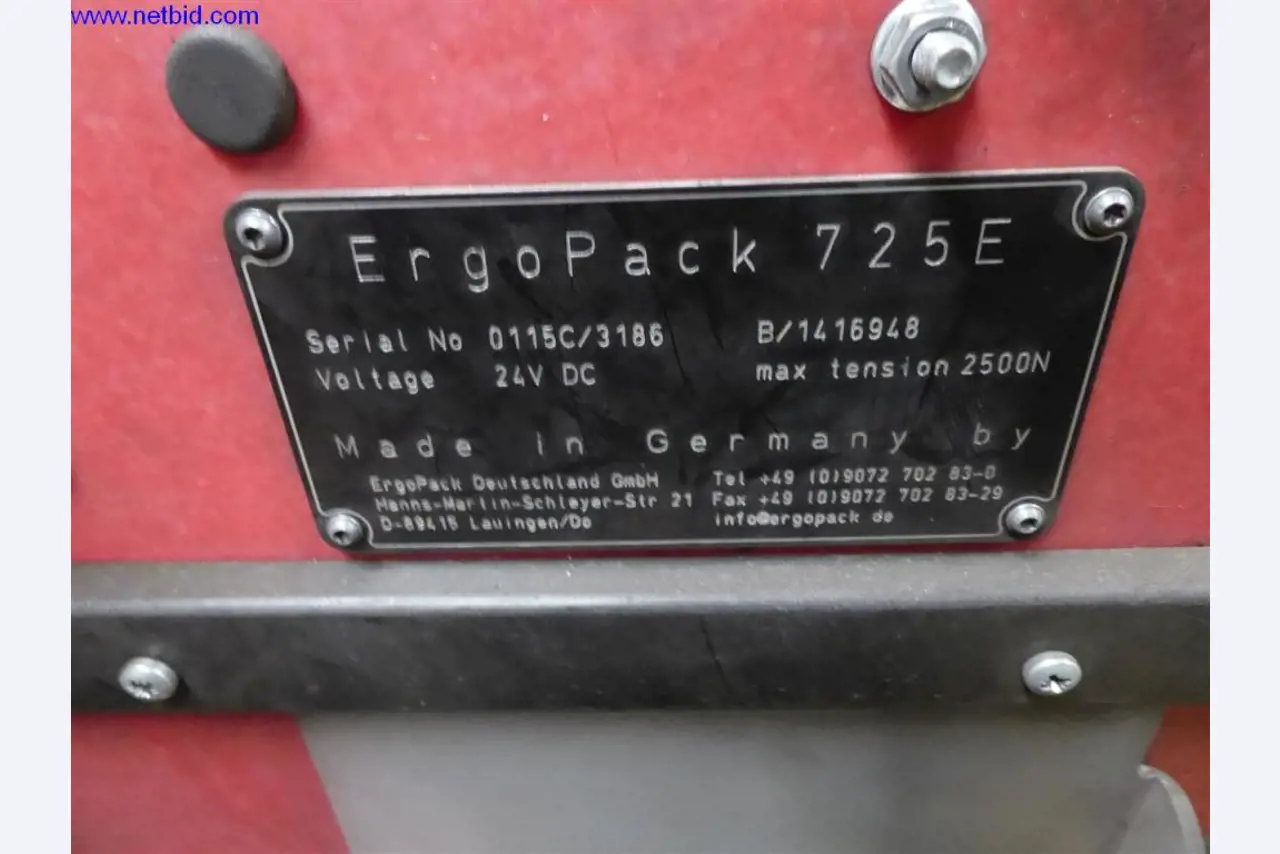 www.netbid.com
ErgoPack 725E
Serial No 0115C/3186 B/1416948
Voltage 24V DC max tension 2500N
Made in Germany by
ErgoPack Deutschland GmbH Tel +49 (0)9072 702 83-0
Hanns-Martin-Schleyer-Str 21 Fax +49 (0)9072 702 83-29
D-89415 Lauingen/Do info@ergopack de